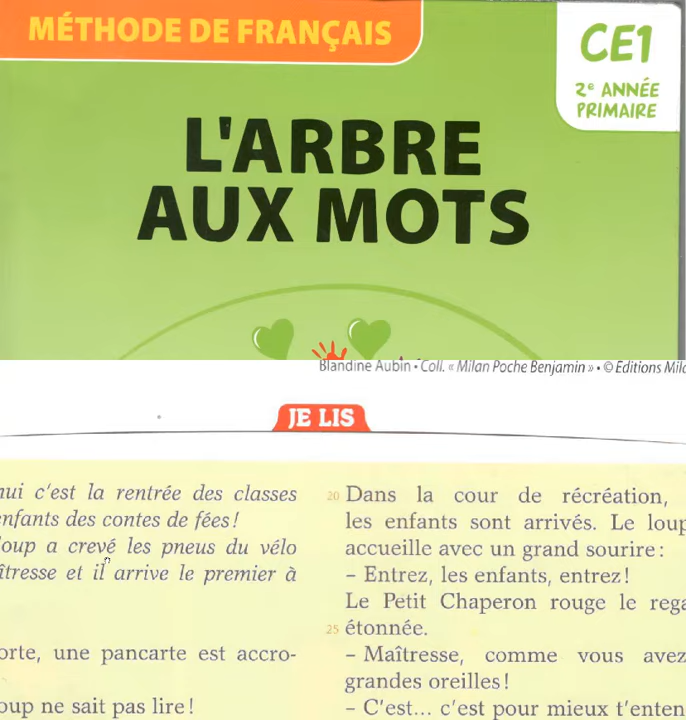 MÉTHODE DE FRANÇAIS
CE1
2e ANNÉE
PRIMAIRE
L'ARBRE
AUX MOTS
Blandine Aubin • Coll. « Milan Poche Benjamin » • © Editions Mil
JE LIS
c'est la rentrée des classes
enfants des contes de fées !
loup a crevé les pneus du vélo
et il arrive le premier à
une pancarte est accro-
loup ne sait pas lire !
20 Dans la cour de récréation,
les enfants sont arrivés. Le loup
accueille avec un grand sourire :
– Entrez, les enfants, entrez !
Le Petit Chaperon rouge le
25 étonnée.
– Maîtresse, comme vous avez
grandes oreilles !
– C'est... c'est pour mieux t'enten